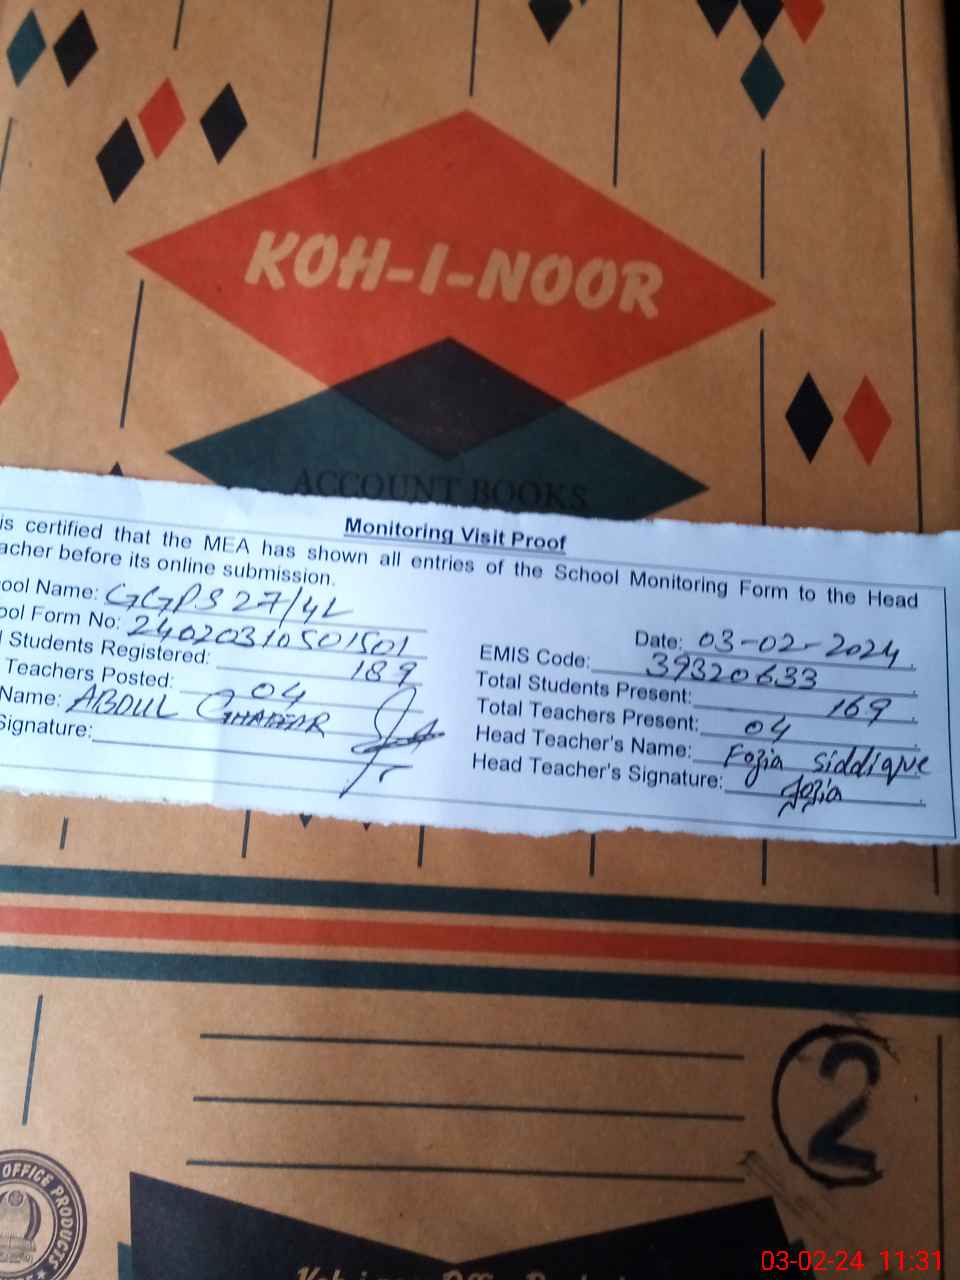 KOH-I-NOOR
ACCOUNT BOOKS
Monitoring Visit Proof
is certified that the MEA has shown all entries of the School Monitoring Form to the Head
acher before its online submission.
ool Name: GGPS 27/4L
Date: 03-02-2024
ool Form No: 24020310501501
EMIS Code: 39320633
l Students Registered: 189
Total Students Present: 169
Teachers Posted: 04
Total Teachers Present: 04
Name: ABDUL GHAFFAR
Head Teacher's Name: Fozia Siddique
Signature:
Head Teacher's Signature: Fozia
2
OFFICE PRODUCTS
03-02-24 11:31